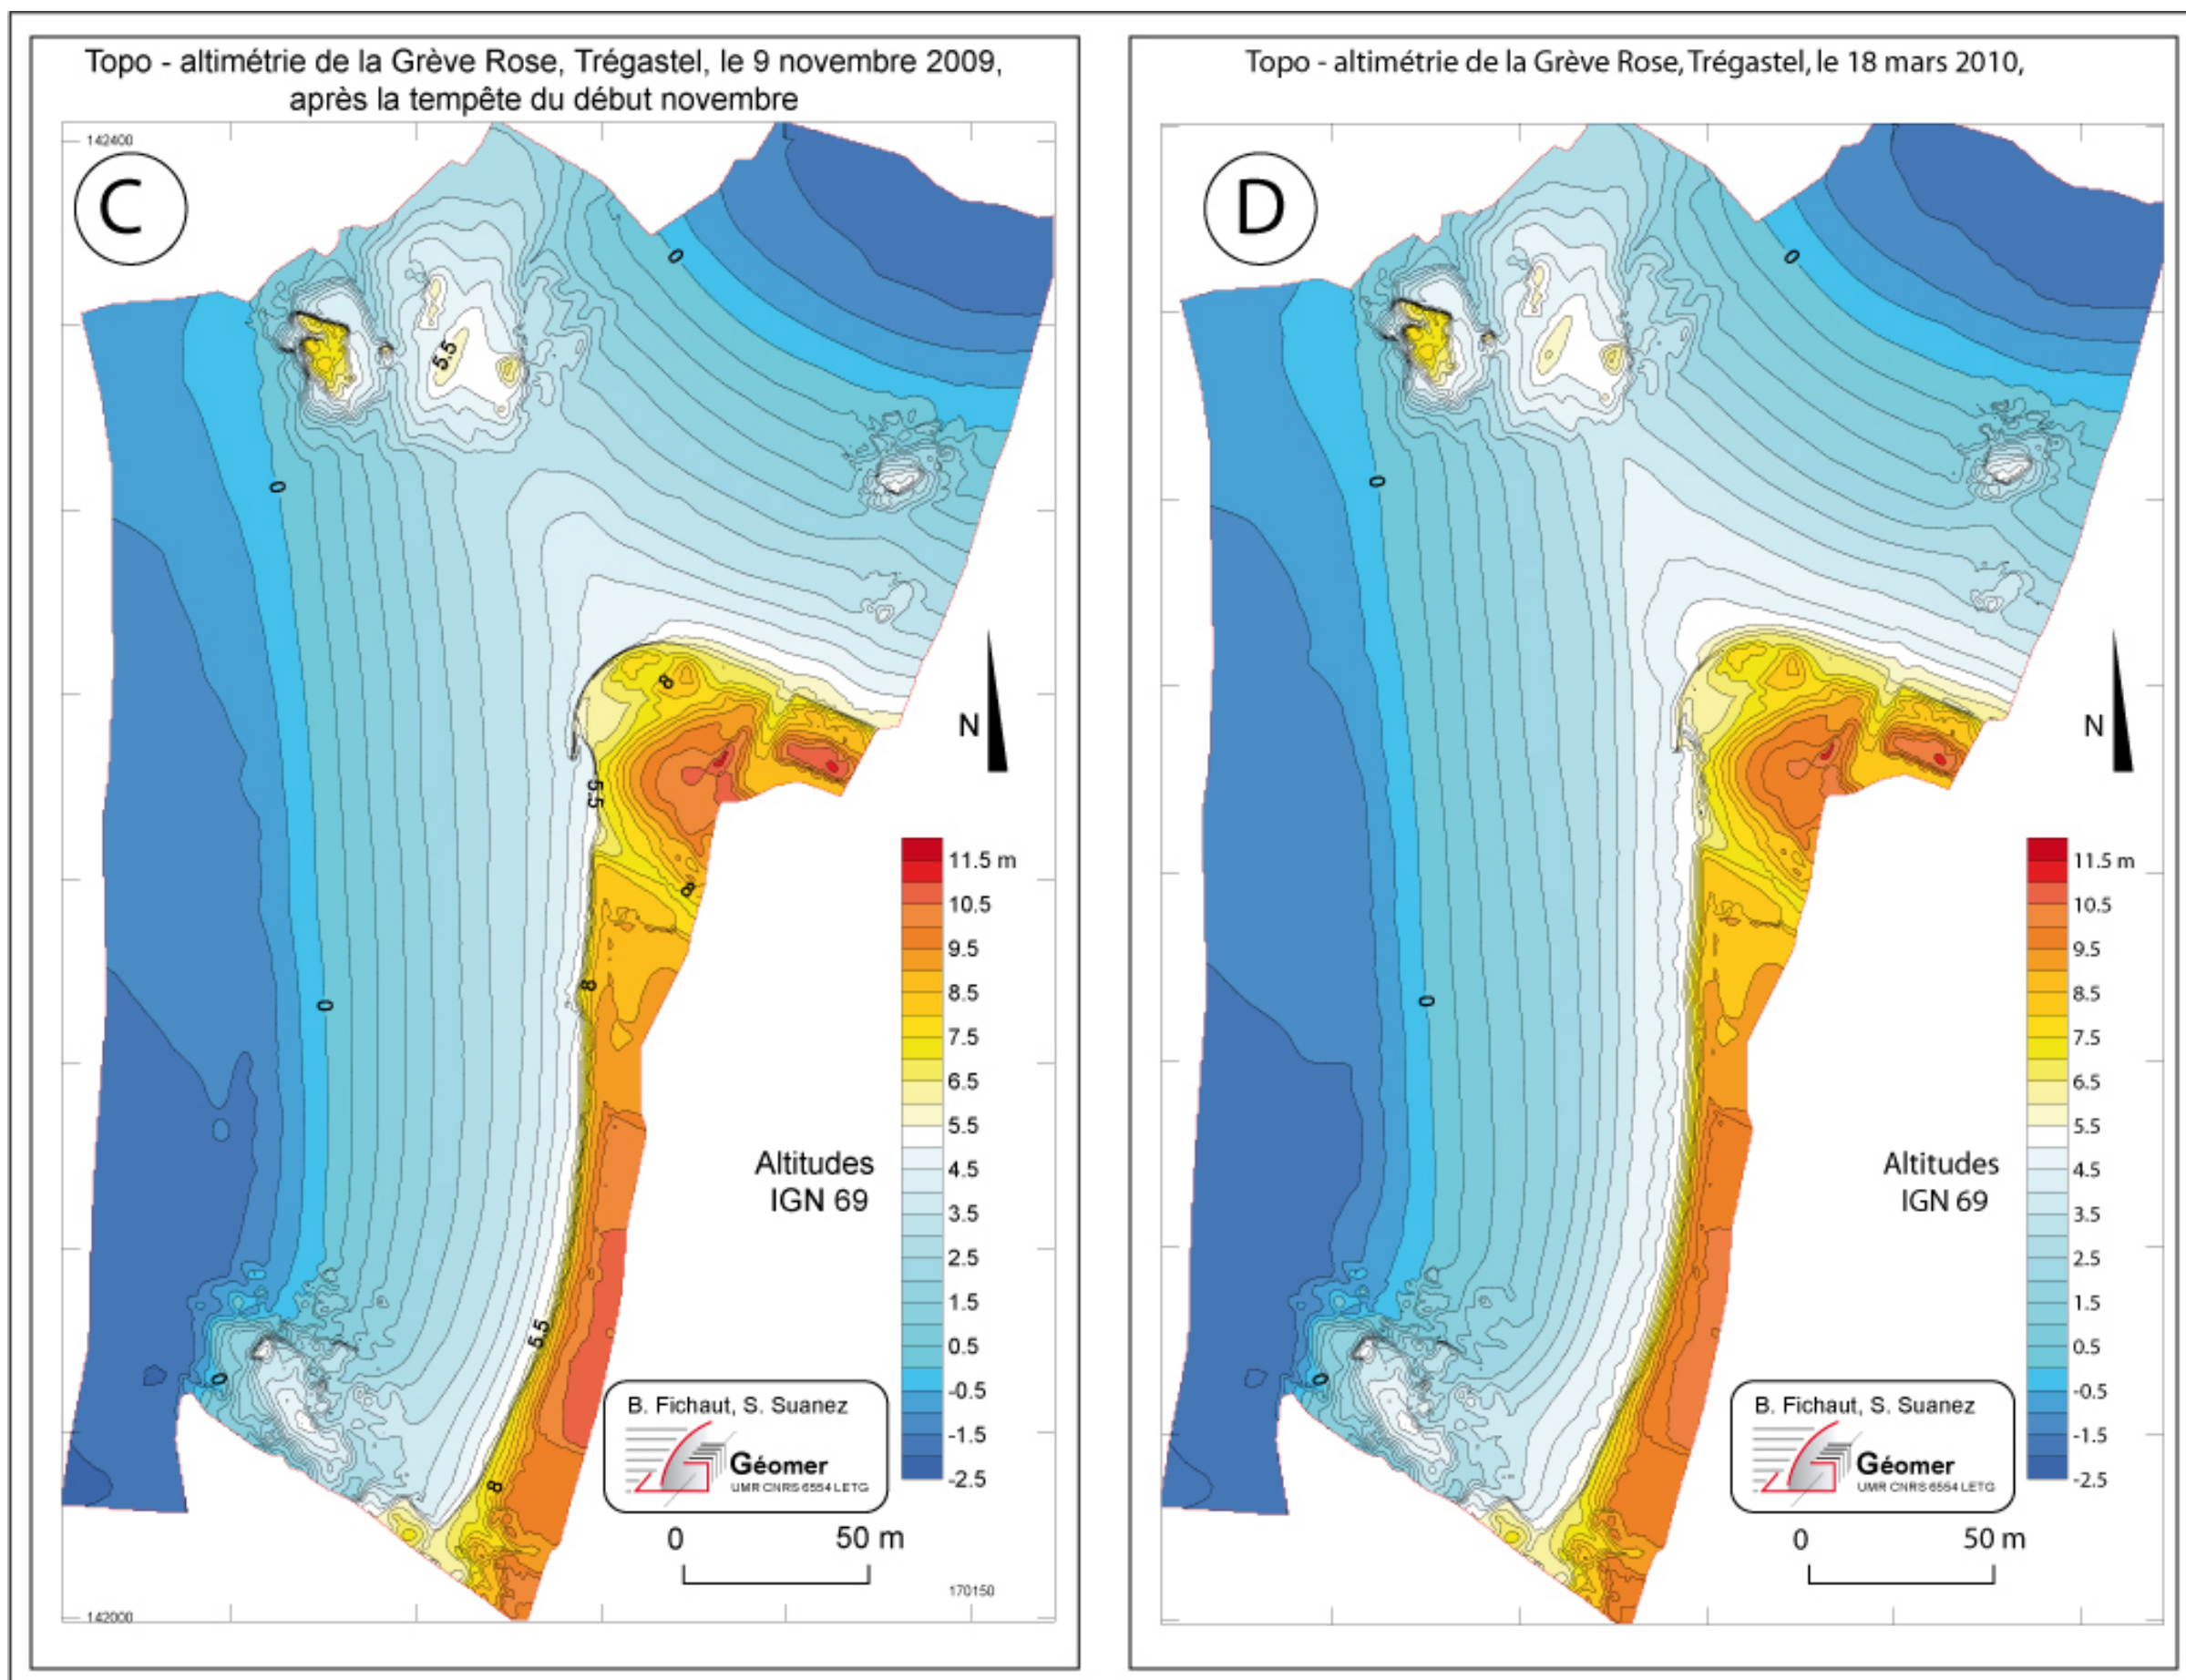 Topo - altimétrie de la Grève Rose, Trégastel, le 9 novembre 2009,
après la tempête du début novembre
142400
C
0
5.5
0
8
5.5
8
0
8
5.5
0
8
N
11.5 m
10.5
9.5
8.5
7.5
6.5
5.5
4.5
3.5
2.5
1.5
0.5
-0.5
-1.5
-2.5
Altitudes
IGN 69
B. Fichaut, S. Suanez
Géomer
UMR CNRS 6554 LETG
0 50 m
170150
142000
Topo - altimétrie de la Grève Rose, Trégastel, le 18 mars 2010,
D
0
0
0
0
N
11.5 m
10.5
9.5
8.5
7.5
6.5
5.5
4.5
3.5
2.5
1.5
0.5
-0.5
-1.5
-2.5
Altitudes
IGN 69
B. Fichaut, S. Suanez
Géomer
UMR CNRS 6554 LETG
0 50 m